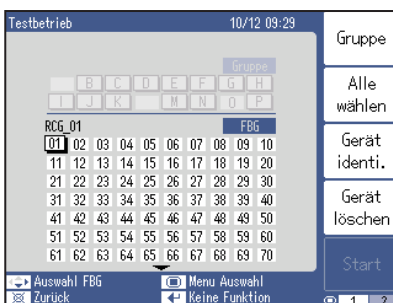 Testbetrieb 10/12 09:29
Gruppe
B C D E F G H
I J K M N O P
RCG_01 FBG
01 02 03 04 05 06 07 08 09 10
11 12 13 14 15 16 17 18 19 20
21 22 23 24 25 26 27 28 29 30
31 32 33 34 35 36 37 38 39 40
41 42 43 44 45 46 47 48 49 50
51 52 53 54 55 56 57 58 59 60
61 62 63 64 65 66 67 68 69 70
Auswahl FBG Menu Auswahl
Zurück Keine Funktion
Gruppe
Alle
wählen
Gerät
identi.
Gerät
löschen
Start
1 2